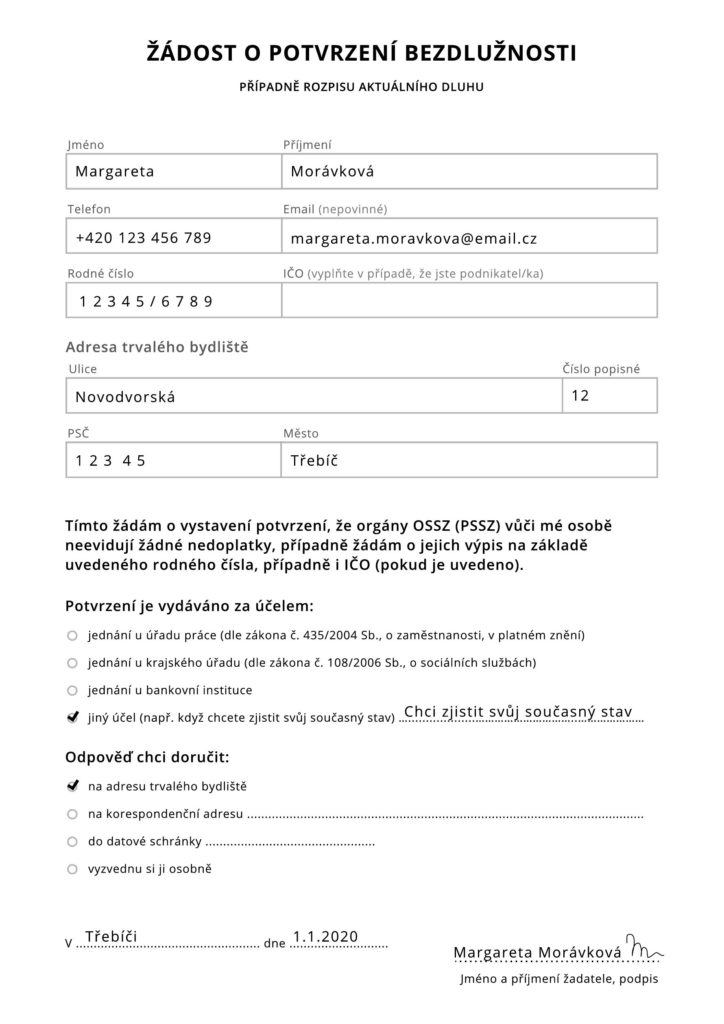 ŽÁDOST O POTVRZENÍ BEZDLUŽNOSTI
PŘÍPADNĚ ROZPISU AKTUÁLNÍHO DLUHU
Jméno Příjmení
Margareta Morávková
Telefon Email (nepovinné)
+420 123 456 789 margareta.moravkova@email.cz
Rodné číslo IČO (vyplňte v případě, že jste podnikatel/ka)
1 2 3 4 5 / 6 7 8 9
Adresa trvalého bydliště
Ulice Číslo popisné
Novodvorská 12
PSČ Město
1 2 3 4 5 Třebíč
Tímto žádám o vystavení potvrzení, že orgány OSSZ (PSSZ) vůči mé osobě
neevidují žádné nedoplatky, případně žádám o jejich výpis na základě
uvedeného rodného čísla, případně i IČO (pokud je uvedeno).
Potvrzení je vydáváno za účelem:
jednání u úřadu práce (dle zákona č. 435/2004 Sb., o zaměstnanosti, v platném znění)
jednání u krajského úřadu (dle zákona č. 108/2006 Sb., o sociálních službách)
jednání u bankovní instituce
jiný účel (např. když chcete zjistit svůj současný stav) Chci zjistit svůj současný stav
Odpověď chci doručit:
na adresu trvalého bydliště
na korespondenční adresu
do datové schránky
vyzvednu si ji osobně
V Třebíči dne 1.1.2020
Margareta Morávková
Jméno a příjmení žadatele, podpis